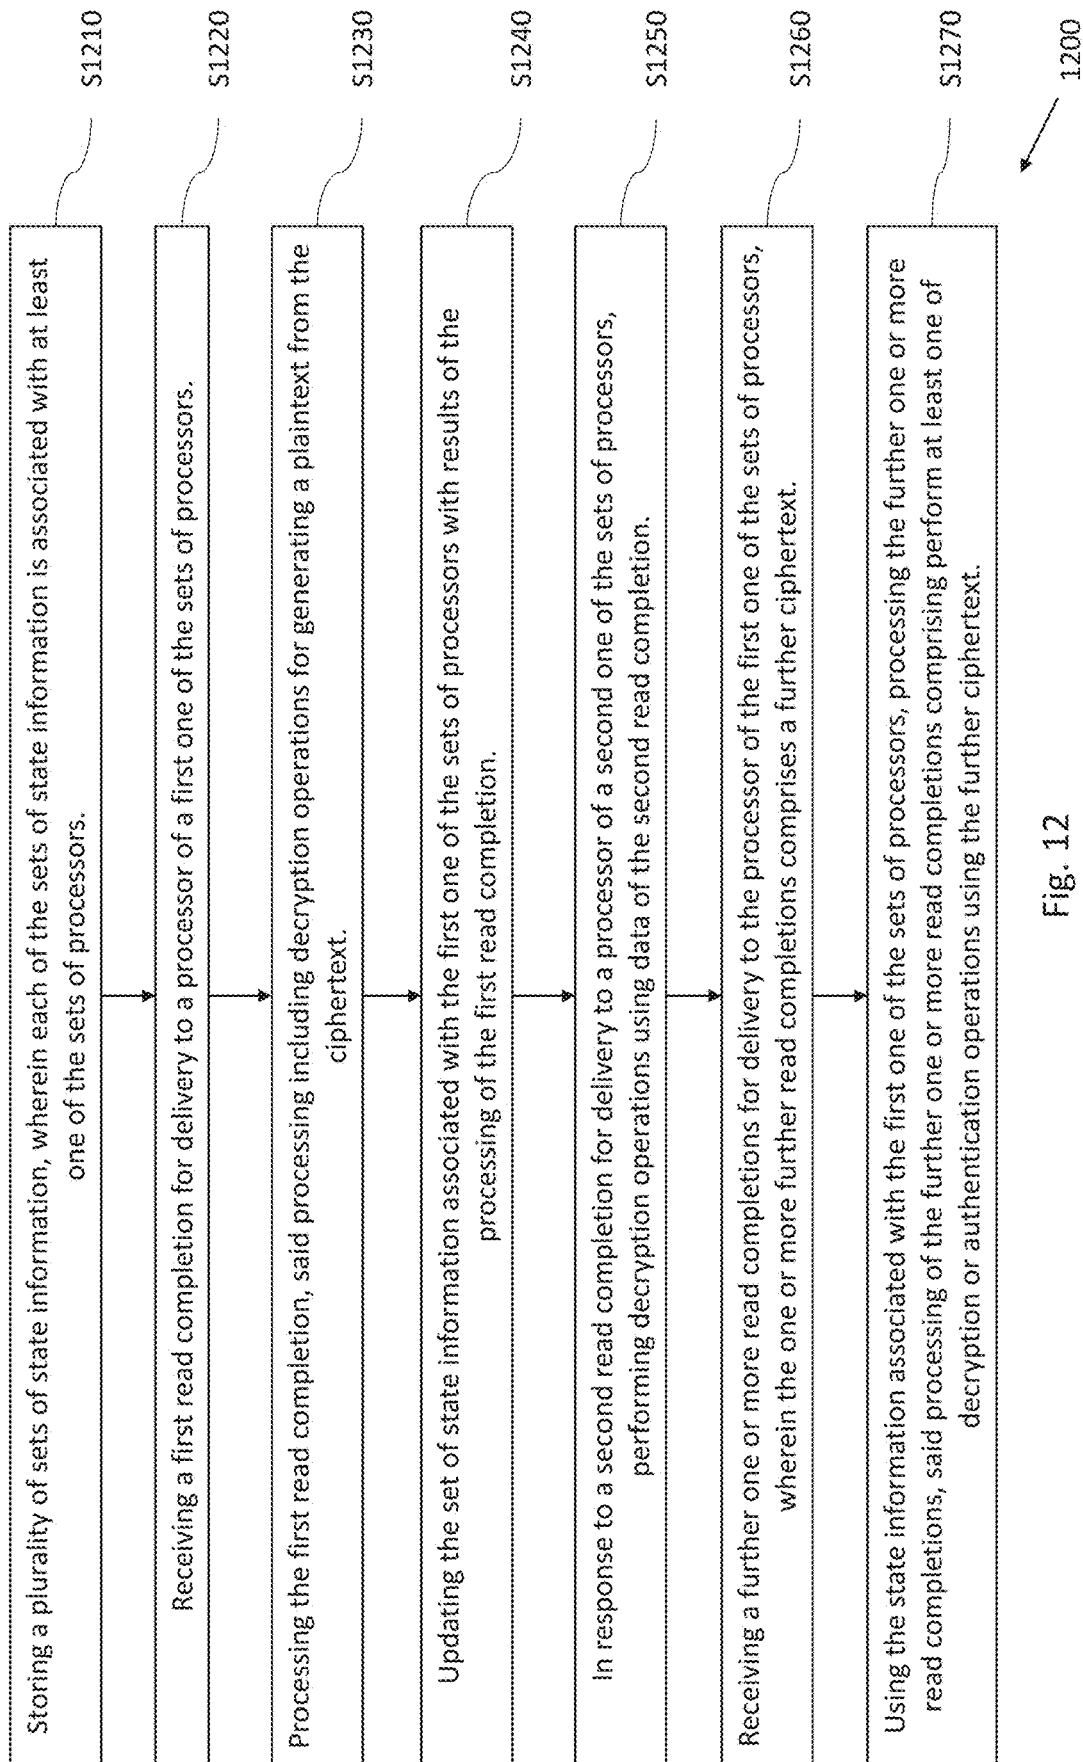 Storing a plurality of sets of state information, wherein each of the sets of state information is associated with at least
one of the sets of processors.
S1210
Receiving a first read completion for delivery to a processor of a first one of the sets of processors.
S1220
Processing the first read completion, said processing including decryption operations for generating a plaintext from the
ciphertext.
S1230
Updating the set of state information associated with the first one of the sets of processors with results of the
processing of the first read completion.
S1240
In response to a second read completion for delivery to a processor of a second one of the sets of processors,
performing decryption operations using data of the second read completion.
S1250
Receiving a further one or more read completions for delivery to the processor of the first one of the sets of processors,
wherein the one or more further read completions comprises a further ciphertext.
S1260
Using the state information associated with the first one of the sets of processors, processing the further one or more
read completions, said processing of the further one or more read completions comprising perform at least one of
decryption or authentication operations using the further ciphertext.
S1270
1200
Fig. 12